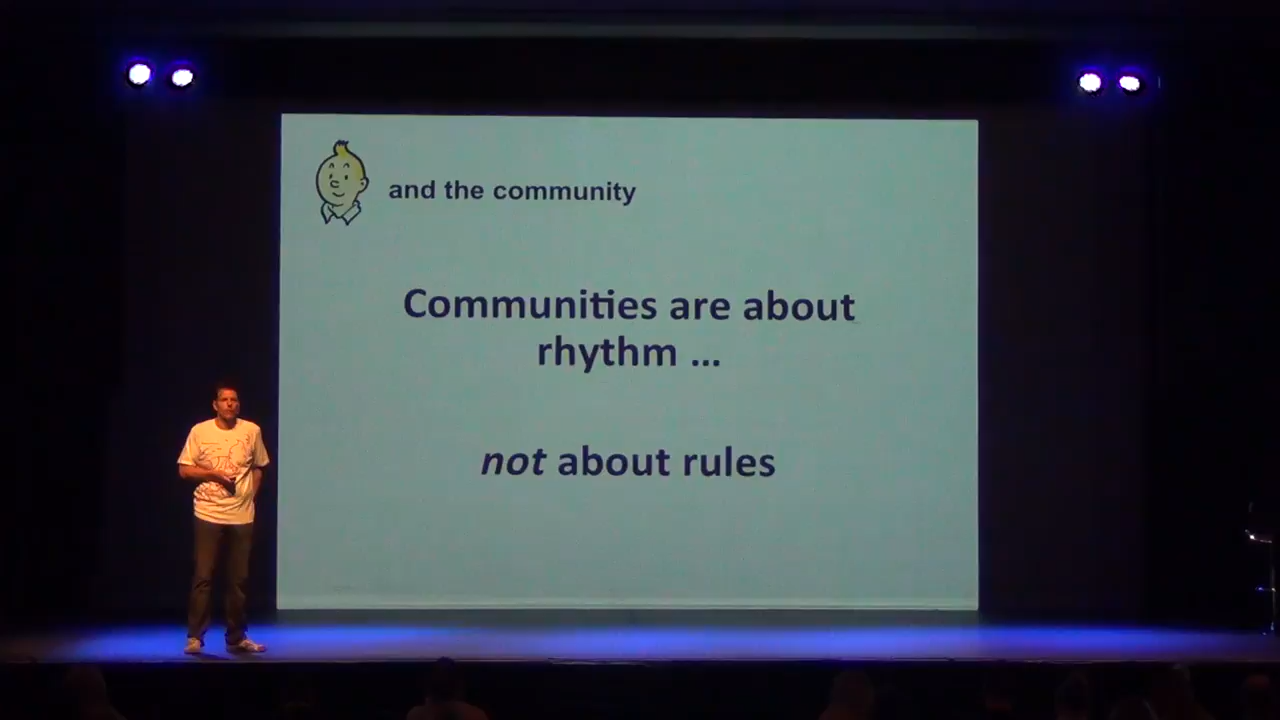 and the community
Communities are about
rhythm ...
not about rules